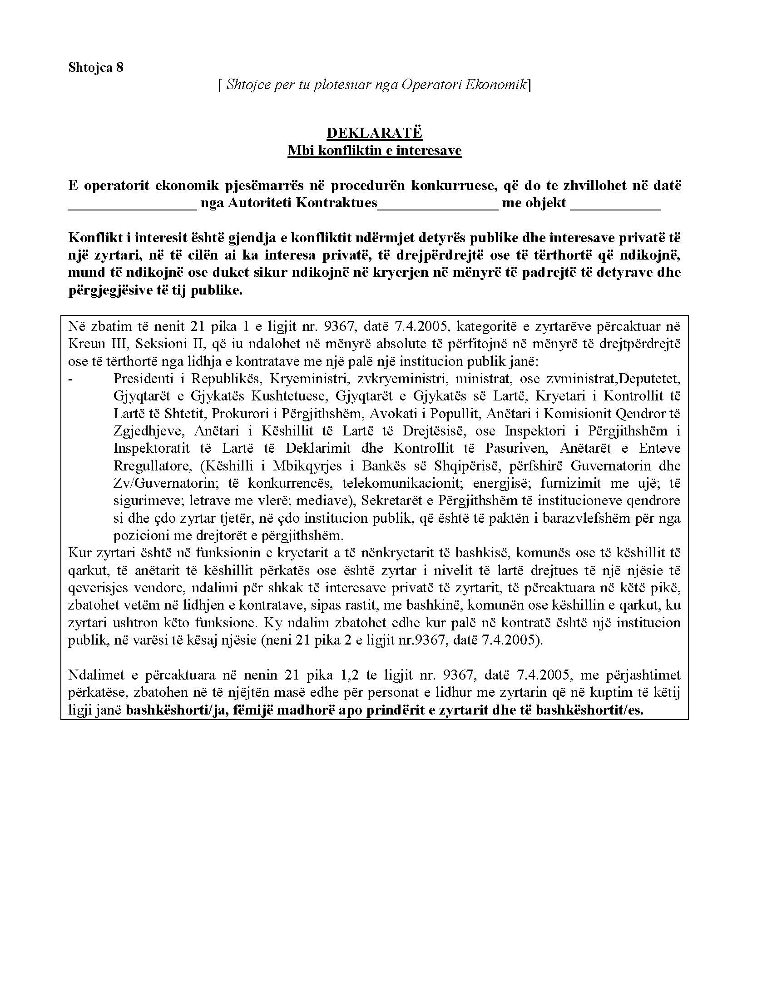 Shtojca 8
[ Shtojce per tu plotesuar nga Operatori Ekonomik]
DEKLARATË
Mbi konfliktin e interesave
E operatorit ekonomik pjesëmarrës në procedurën konkurruese, që do te zhvillohet në datë
_________________ nga Autoriteti Kontraktues________________ me objekt ____________
Konflikt i interesit është gjendja e konfliktit ndërmjet detyrës publike dhe interesave privatë të
një zyrtari, në të cilën ai ka interesa privatë, të drejpërdrejtë ose të tërthortë që ndikojnë,
mund të ndikojnë ose duket sikur ndikojnë në kryerjen në mënyrë të padrejtë të detyrave dhe
përgjegjësive të tij publike.
Në zbatim të nenit 21 pika 1 e ligjit nr. 9367, datë 7.4.2005, kategoritë e zyrtarëve përcaktuar në
Kreun III, Seksioni II, që iu ndalohet në mënyrë absolute të përfitojnë në mënyrë të drejtpërdrejtë
ose të tërthortë nga lidhja e kontratave me një palë një institucion publik janë:
- Presidenti i Republikës, Kryeministri, zvkryeministri, ministrat, ose zvministrat,Deputetet,
Gjyqtarët e Gjykatës Kushtetuese, Gjyqtarët e Gjykatës së Lartë, Kryetari i Kontrollit të
Lartë të Shtetit, Prokurori i Përgjithshëm, Avokati i Popullit, Anëtari i Komisionit Qendror të
Zgjedhjeve, Anëtari i Këshillit të Lartë të Drejtësisë, ose Inspektori i Përgjithshëm i
Inspektoratit të Lartë të Deklarimit dhe Kontrollit të Pasuriven, Anëtarët e Enteve
Rregullatore, (Këshilli i Mbikqyrjes i Bankës së Shqipërisë, përfshirë Guvernatorin dhe
Zv/Guvernatorin; të konkurrencës, telekomunikacionit; energjisë; furnizimit me ujë; të
sigurimeve; letrave me vlerë; mediave), Sekretarët e Përgjithshëm të institucioneve qendrore
si dhe çdo zyrtar tjetër, në çdo institucion publik, që është të paktën i barazvlefshëm për nga
pozicioni me drejtorët e përgjithshëm.
Kur zyrtari është në funksionin e kryetarit a të nënkryetarit të bashkisë, komunës ose të këshillit të
qarkut, të anëtarit të këshillit përkatës ose është zyrtar i nivelit të lartë drejtues të një njësie të
qeverisjes vendore, ndalimi për shkak të interesave privatë të zyrtarit, të përcaktuara në këtë pikë,
zbatohet vetëm në lidhjen e kontratave, sipas rastit, me bashkinë, komunën ose këshillin e qarkut, ku
zyrtari ushtron këto funksione. Ky ndalim zbatohet edhe kur palë në kontratë është një institucion
publik, në varësi të kësaj njësie (neni 21 pika 2 e ligjit nr.9367, datë 7.4.2005).
Ndalimet e përcaktuara në nenin 21 pika 1,2 te ligjit nr. 9367, datë 7.4.2005, me përjashtimet
përkatëse, zbatohen në të njëjtën masë edhe për personat e lidhur me zyrtarin që në kuptim të këtij
ligji janë bashkëshorti/ja, fëmijë madhorë apo prindërit e zyrtarit dhe të bashkëshortit/es.